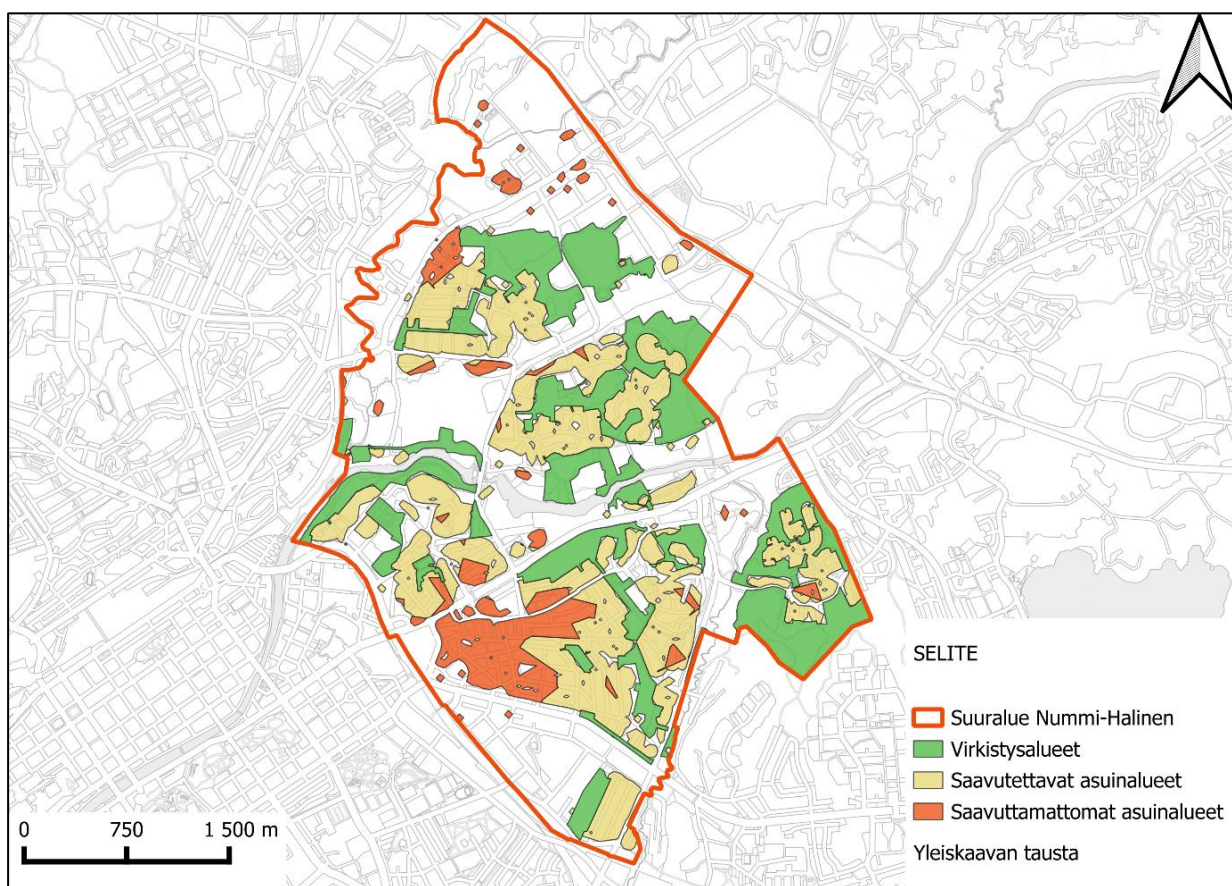 SELITE
Suuralue Nummi-Halinen
Virkistysalueet
Saavutettavat asuinalueet
Saavuttamattomat asuinalueet
Yleiskaavan tausta
0 750 1 500 m